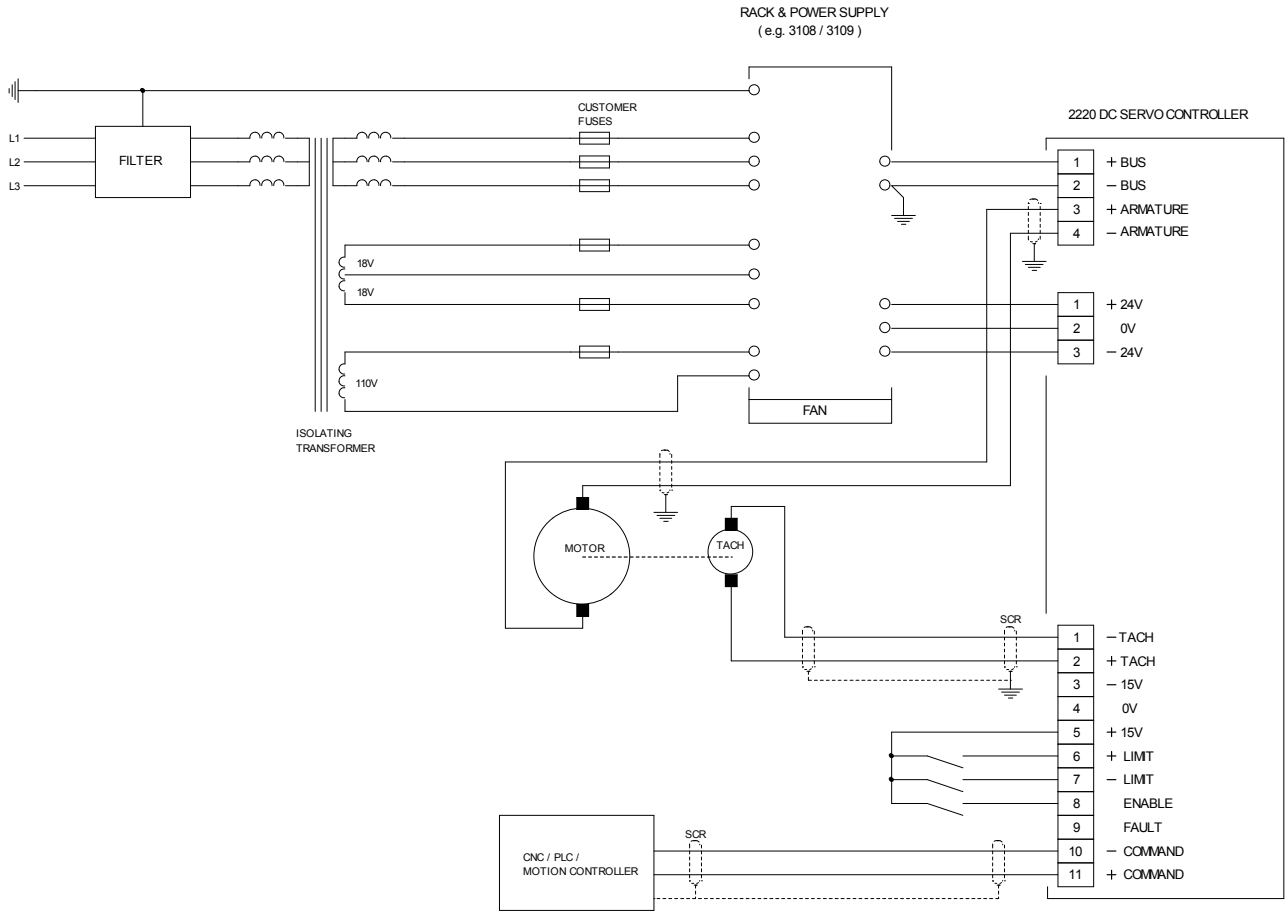 RACK & POWER SUPPLY
( e.g. 3108 / 3109 )
CUSTOMER
FUSES
2220 DC SERVO CONTROLLER
L1
L2
L3
FILTER
1 + BUS
2 − BUS
3 + ARMATURE
4 − ARMATURE
18V
18V
1 + 24V
2 0V
3 − 24V
110V
FAN
ISOLATING
TRANSFORMER
MOTOR
TACH
SCR
1 − TACH
2 + TACH
3 − 15V
4 0V
5 + 15V
6 + LIMIT
7 − LIMIT
8 ENABLE
9 FAULT
10 − COMMAND
11 + COMMAND
SCR
CNC / PLC /
MOTION CONTROLLER